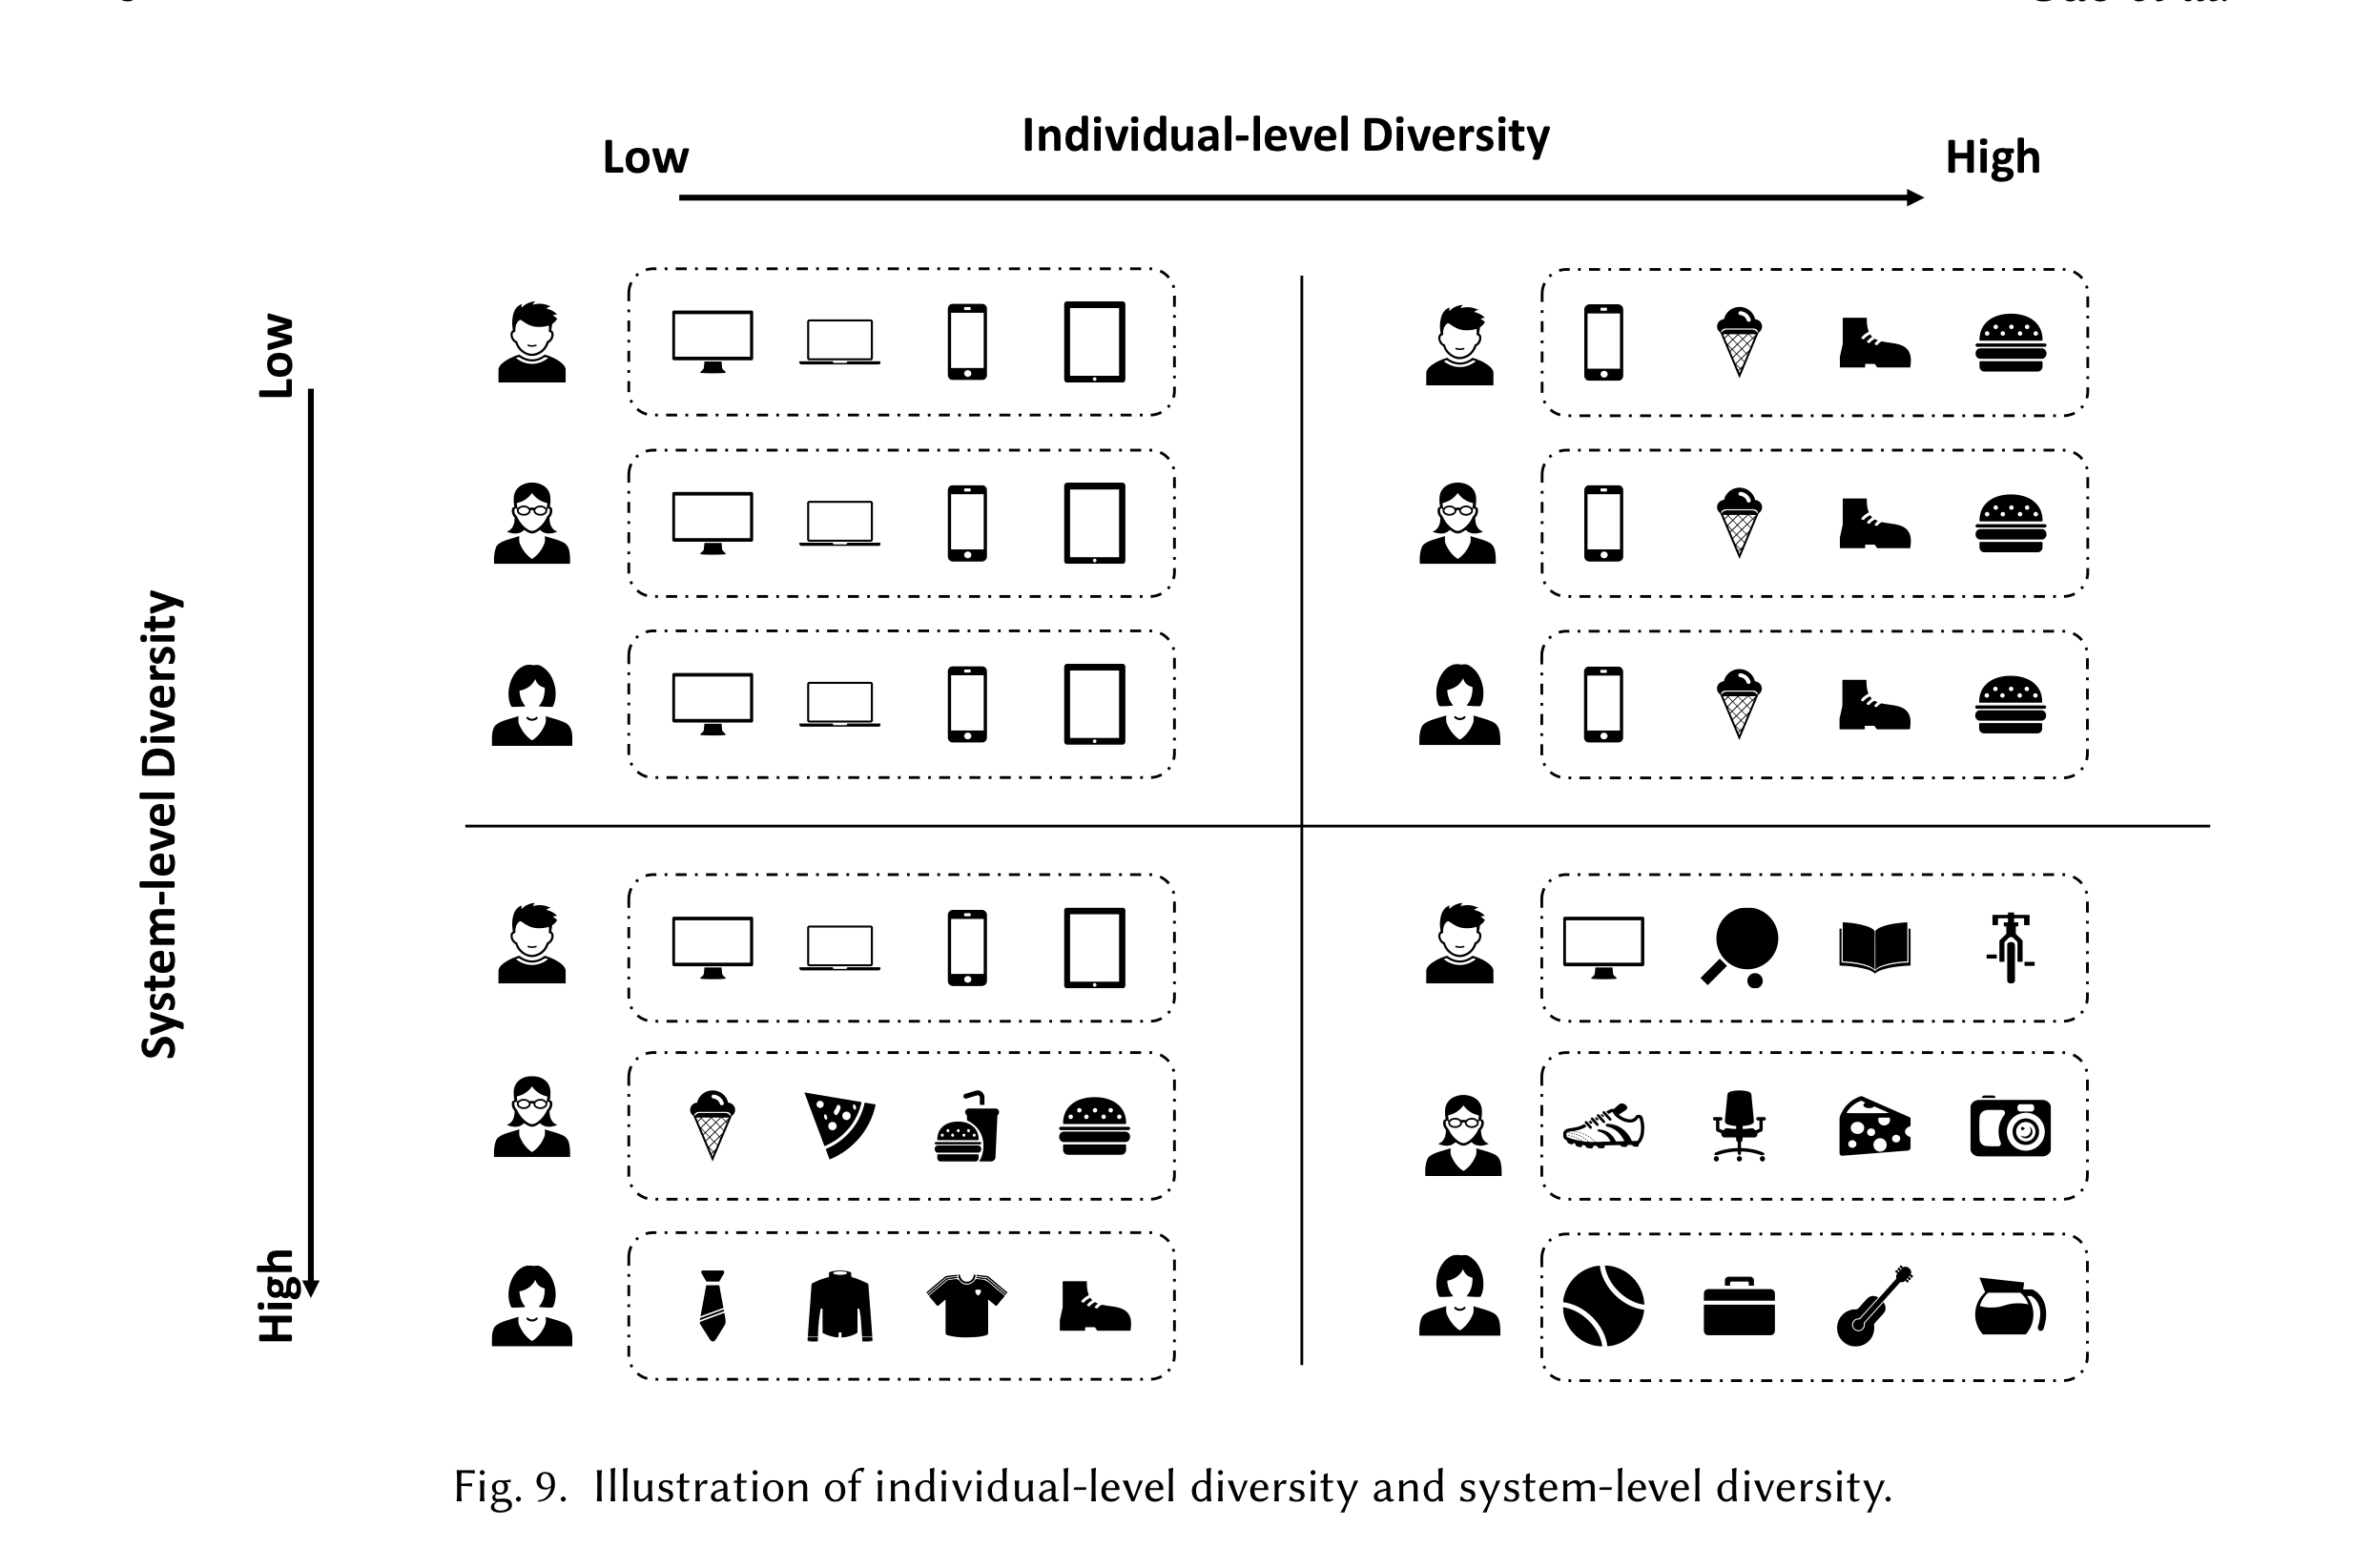 Individual-level Diversity
Low
High
Low
System-level Diversity
High
Fig. 9. Illustration of individual-level diversity and system-level diversity.